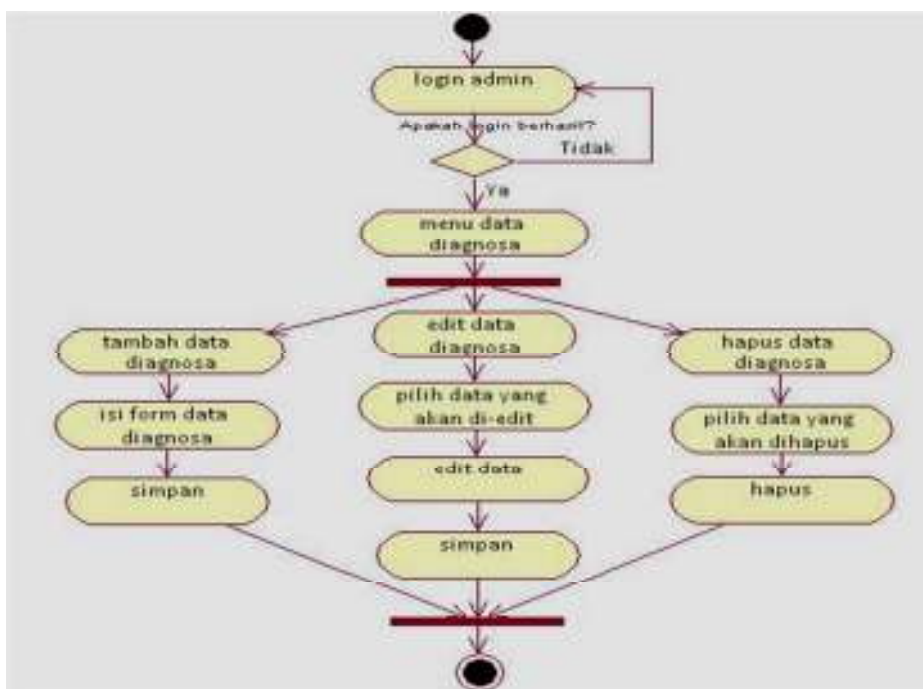 login admin
Apakah login berhasil?
Tidak
Ya
menu data
diagnosa
tambah data
diagnosa
edit data
diagnosa
hapus data
diagnosa
isi form data
diagnosa
pilih data yang
akan di-edit
pilih data yang
akan dihapus
simpan
edit data
hapus
simpan